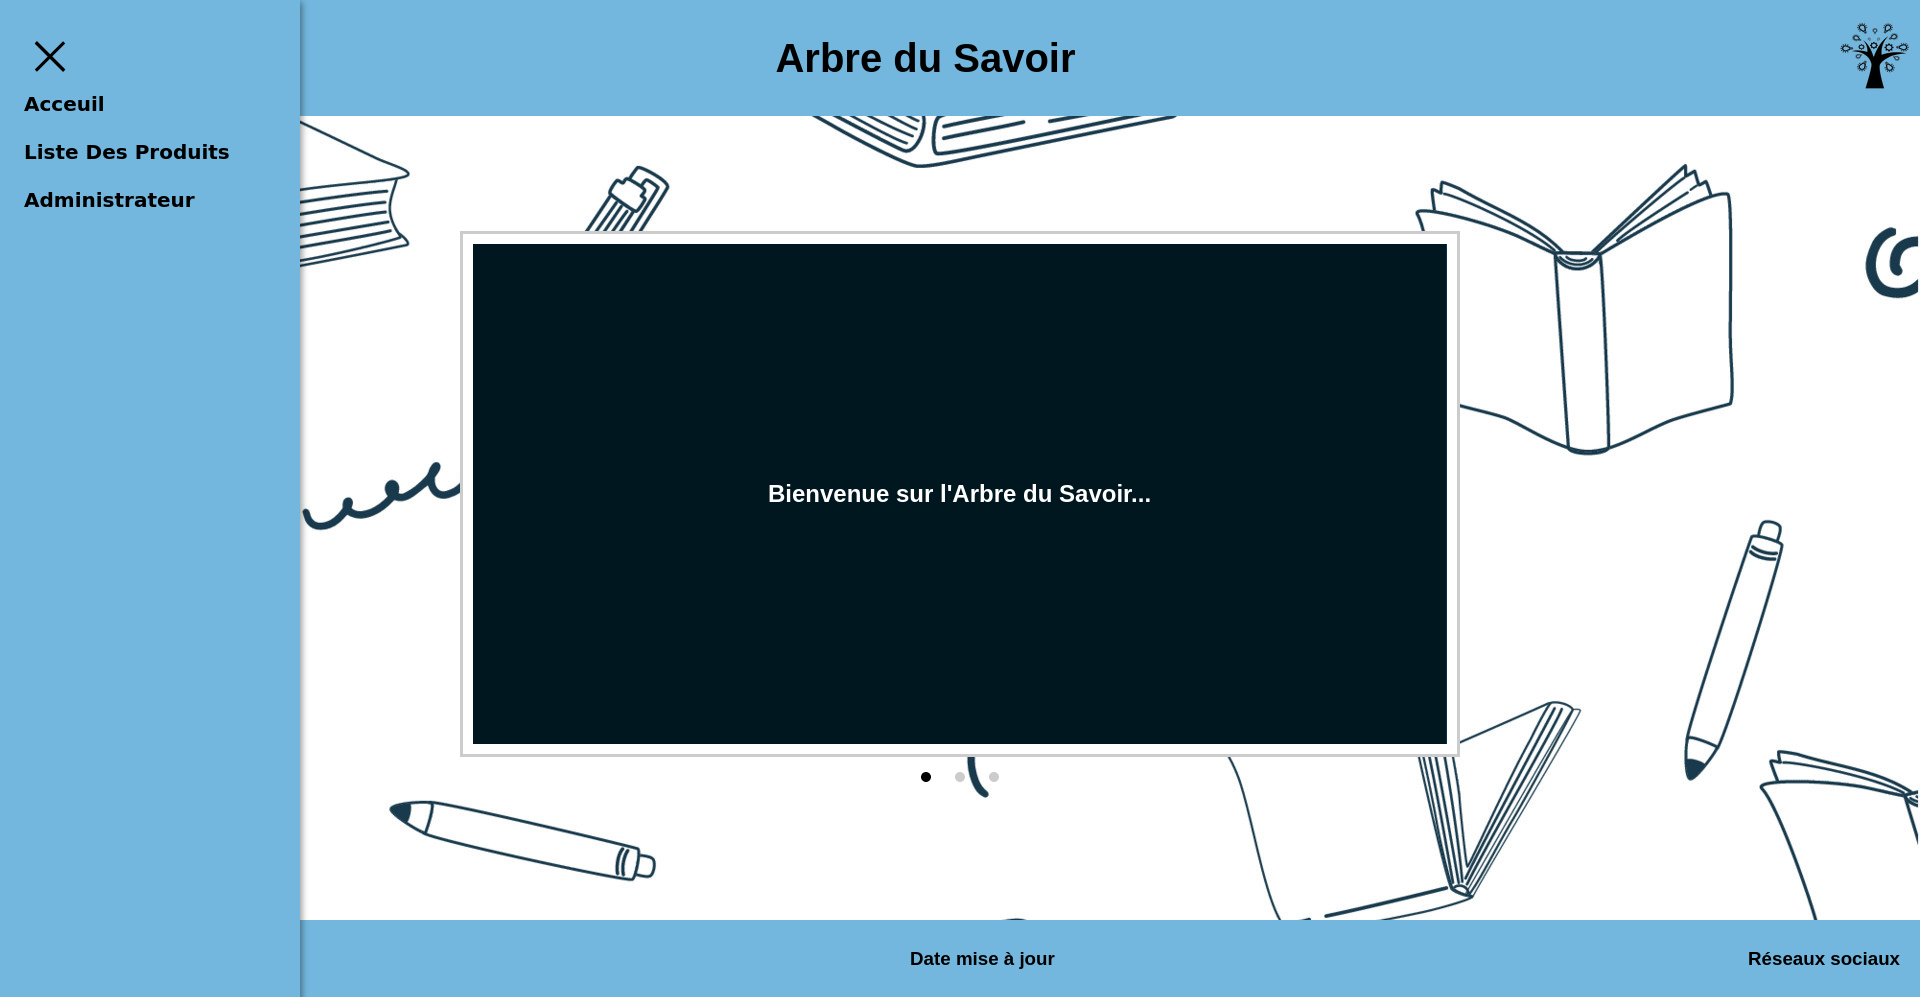 Arbre du Savoir
Acceuil
Liste Des Produits
Administrateur
Bienvenue sur l'Arbre du Savoir...
Date mise à jour
Réseaux sociaux